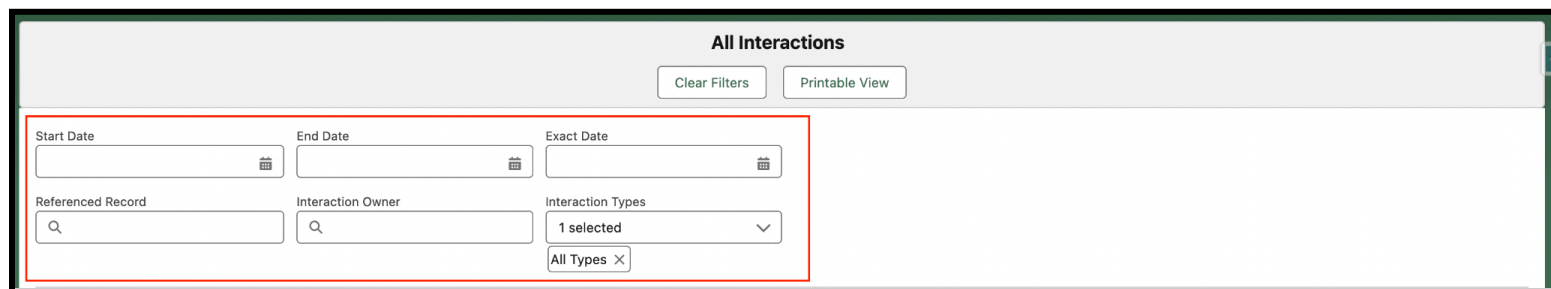 All Interactions
Clear Filters Printable View
Start Date End Date Exact Date
Referenced Record Interaction Owner Interaction Types
1 selected
All Types